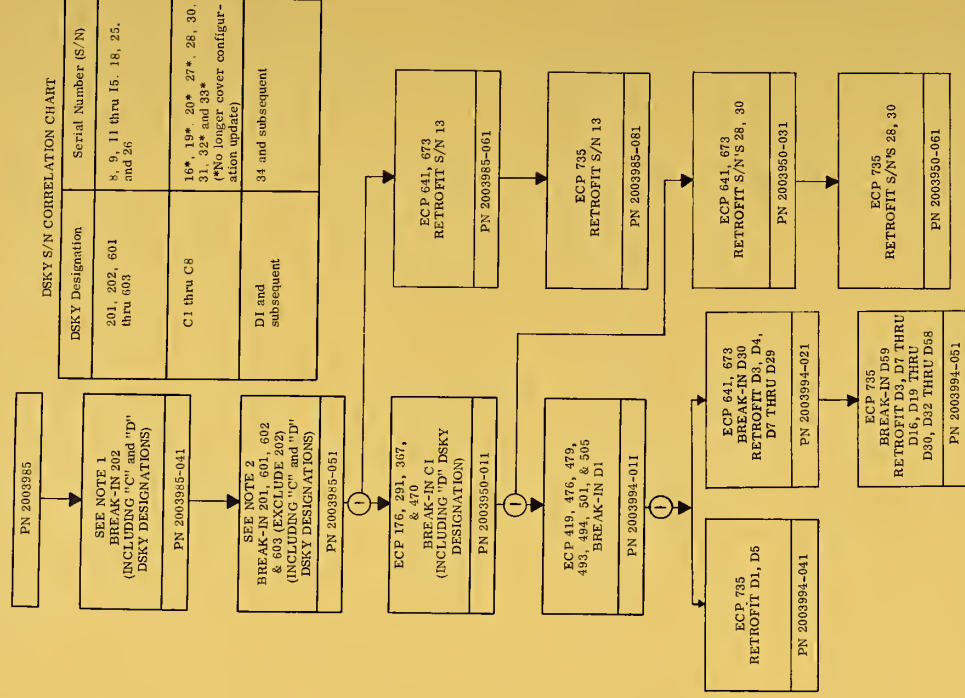 DSKY S/N CORRELATION CHART
DSKY Designation
Serial Number (S/N)
201, 202, 601
thru 603
8, 9, 11 thru 15. 18, 25.
and 26
C1 thru C8
16*, 19*. 20* 27*. 28, 30.
31, 32* and 33*
(*No longer cover configur-
ation update)
D1 and
subsequent
34 and subsequent
PN 2003985
SEE NOTE 1
BREAK-IN 202
(INCLUDING "C" and "D"
DSKY DESIGNATIONS)
PN 2003985-041
SEE NOTE 2
BREAK-IN 201, 601, 602
& 603 (EXCLUDE 202)
(INCLUDING "C" and "D"
DSKY DESIGNATIONS)
PN 2003985-051
1
ECP 176, 291, 367,
& 470
BREAK-IN C1
(INCLUDING "D" DSKY
DESIGNATION)
PN 2003950-011
1
ECP 419, 476, 479,
493, 494, 501, & 505
BREAK-IN D1
PN 2003994-011
1
ECP 735
RETROFIT D1, D5
PN 2003994-041
ECP 641, 673
BREAK-IN D30
RETROFIT D3, D4,
D7 THRU D29
PN 2003994-021
ECP 735
BREAK-IN D59
RETROFIT D3, D7 THRU
D16, D19 THRU
D30, D32 THRU D58
PN 2003994-051
ECP 641, 673
RETROFIT S/N 13
PN 2003985-061
ECP 735
RETROFIT S/N 13
PN 2003985-081
ECP 641, 673
RETROFIT S/N'S 28, 30
PN 2003950-031
ECP 735
RETROFIT S/N'S 28, 30
PN 2003950-061